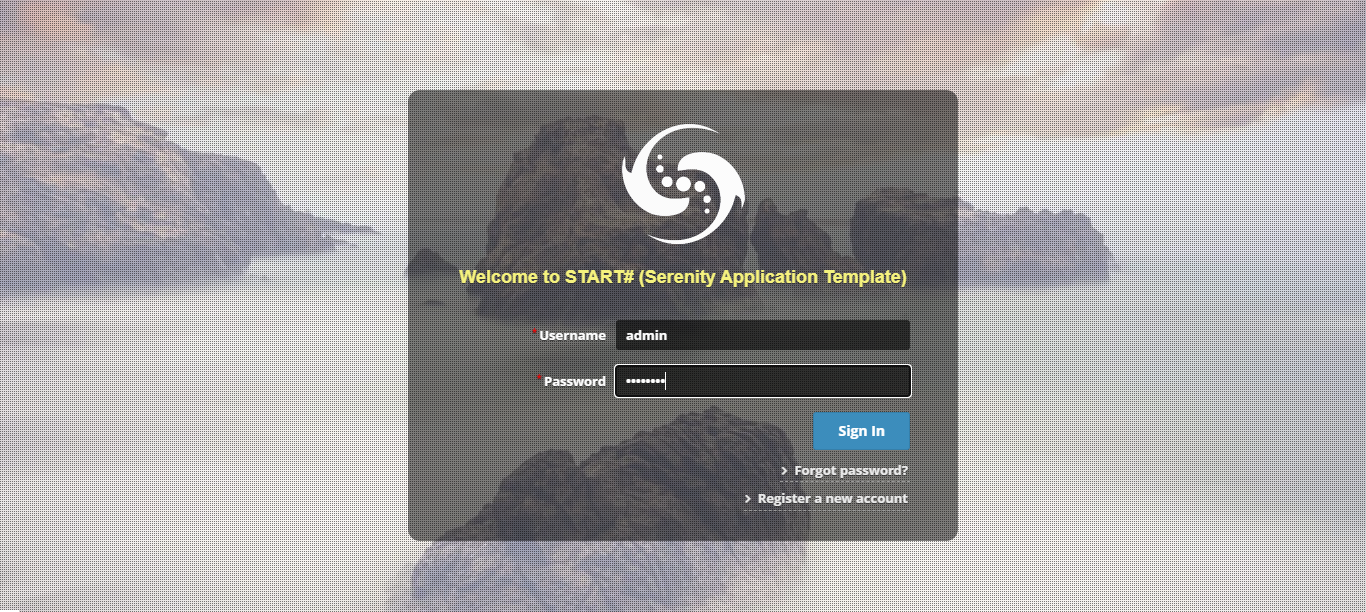 Welcome to START# (Serenity Application Template)
*Username admin
*Password ••••••••
Sign In
Forgot password?
Register a new account